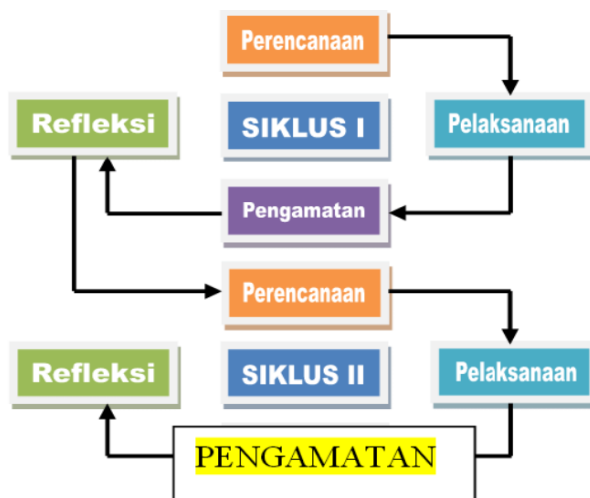 Perencanaan
Refleksi
SIKLUS I
Pelaksanaan
Pengamatan
Perencanaan
Refleksi
SIKLUS II
Pelaksanaan
PENGAMATAN